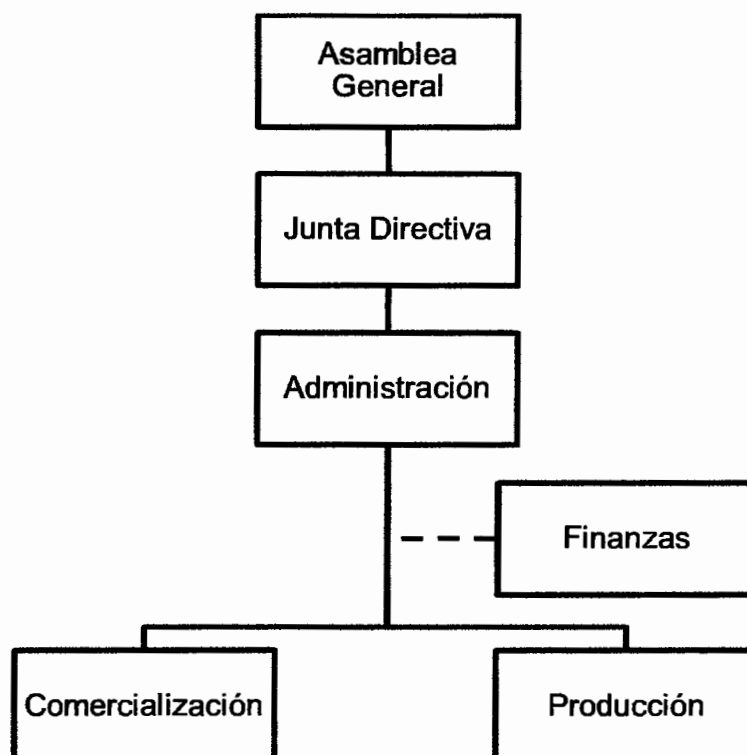 Asamblea
General
Junta Directiva
Administración
Finanzas
Comercialización
Producción